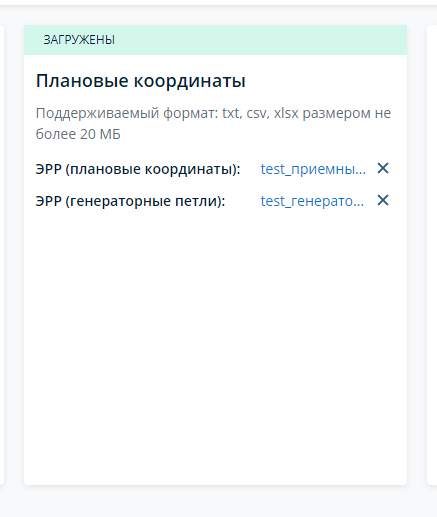 ЗАГРУЖЕНЫ
Плановые координаты
Поддерживаемый формат: txt, csv, xlsx размером не
более 20 МБ
ЭРР (плановые координаты): test_приемны...
ЭРР (генераторные петли): test_генерато...